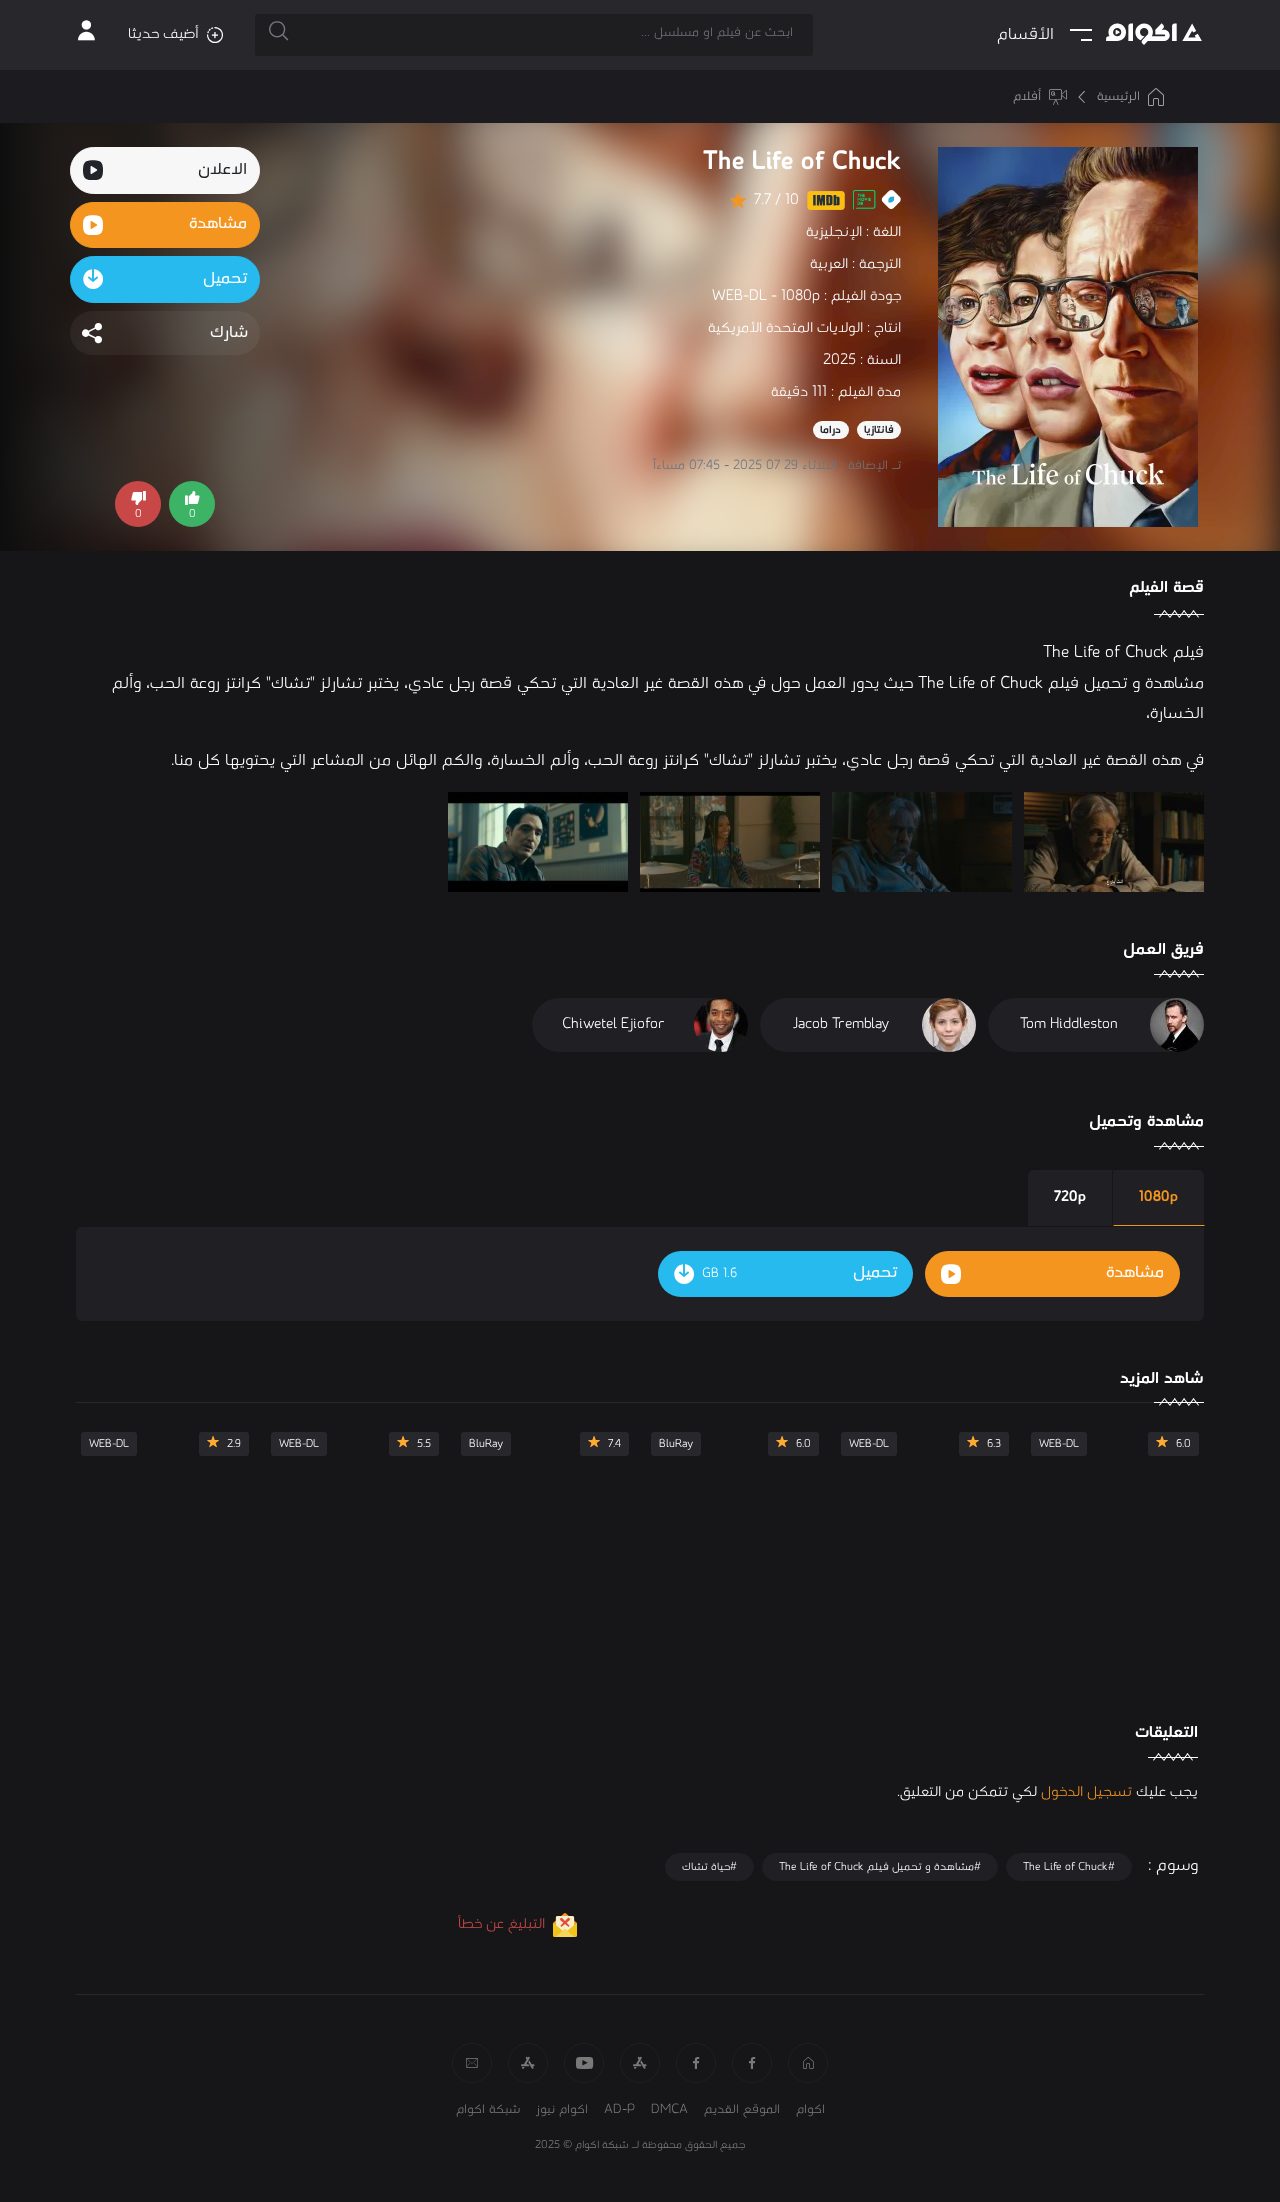 اكوام
الأقسام
ابحث عن فيلم او مسلسل ...
أضيف حديثا
الرئيسية
أفلام
The Life of Chuck
The Life of Chuck
IMDb 10 / 7.7
اللغة : الإنجليزية
الترجمة : العربية
جودة الفيلم : WEB-DL - 1080p
انتاج : الولايات المتحدة الأمريكية
السنة : 2025
مدة الفيلم : 111 دقيقة
فانتازيا
دراما
تـ الإضافة : الثلاثاء 29 07 2025 - 07:45 مساءاً
الاعلان
مشاهدة
تحميل
شارك
0
0
قصة الفيلم
فيلم The Life of Chuck
مشاهدة و تحميل فيلم The Life of Chuck حيث يدور العمل حول في هذه القصة غير العادية التي تحكي قصة رجل عادي، يختبر تشارلز "تشاك" كرانتز روعة الحب، وألم
الخسارة،
في هذه القصة غير العادية التي تحكي قصة رجل عادي، يختبر تشارلز "تشاك" كرانتز روعة الحب، وألم الخسارة، والكم الهائل من المشاعر التي يحتويها كل منا.
فريق العمل
Tom Hiddleston
Jacob Tremblay
Chiwetel Ejiofor
مشاهدة وتحميل
1080p
720p
مشاهدة
تحميل
1.6 GB
شاهد المزيد
6.0
WEB-DL
6.3
WEB-DL
6.0
BluRay
7.4
BluRay
5.5
WEB-DL
2.9
WEB-DL
التعليقات
يجب عليك تسجيل الدخول لكي تتمكن من التعليق.
وسوم :
#The Life of Chuck
#مشاهدة و تحميل فيلم The Life of Chuck
#حياة تشاك
التبليغ عن خطأ
اكوام
الموقع القديم
DMCA
AD-P
اكوام نيوز
شبكة اكوام
جميع الحقوق محفوظة لـ شبكة اكوام © 2025